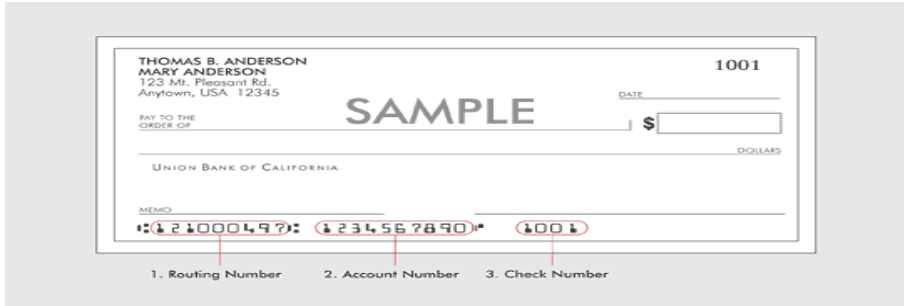 THOMAS B. ANDERSON
MARY ANDERSON
123 Mt. Pleasant Rd.
Anytown, USA 12345
1001
SAMPLE
DATE
PAY TO THE
ORDER OF
$
DOLLARS
UNION BANK OF CALIFORNIA
MEMO
⑆121000497⑆ 1234567890⑈ 1001
1. Routing Number 2. Account Number 3. Check Number